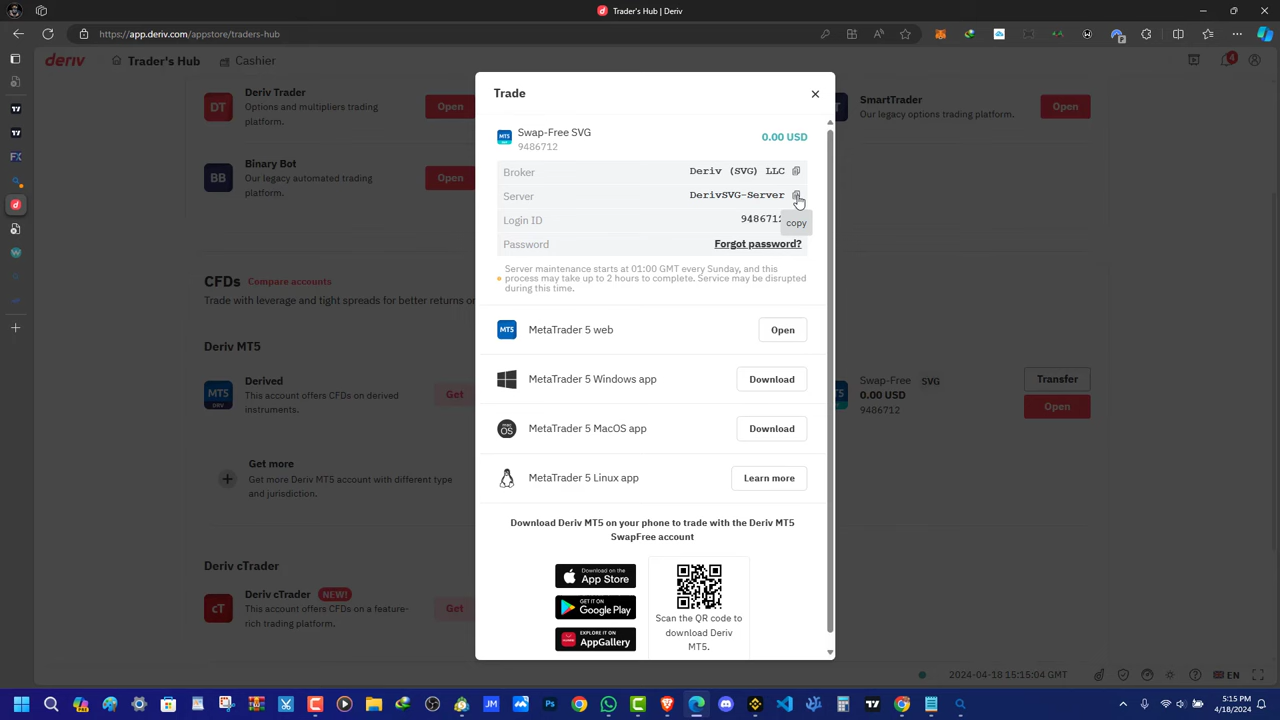 Trader's Hub | Deriv
https://app.deriv.com/appstore/traders-hub
deriv
Trader's Hub
Cashier
4
DT
Deriv Trader
Options and multipliers trading
platform.
Open
SmartTrader
Our legacy options trading platform.
Open
BB
Binary Bot
Our legacy automated trading
platform.
Open
CFDs
Compare accounts
Trade with leverage and tight spreads for better returns on
Deriv MT5
MT5
DRV
Derived
This account offers CFDs on derived
instruments.
Get
Swap-Free
SVG
0.00 USD
9486712
Transfer
Open
Get more
Get more Deriv MT5 account with different type
and jurisdiction.
Deriv cTrader
NEW!
cT
cTrader
This account offers CFDs on a feature-
rich trading platform.
Get
Trade
MT5
Swap-Free SVG
9486712
0.00 USD
Broker
Deriv (SVG) LLC
Server
DerivSVG-Server
Login ID
9486712
copy
Password
Forgot password?
Server maintenance starts at 01:00 GMT every Sunday, and this
process may take up to 2 hours to complete. Service may be disrupted
during this time.
MT5
MetaTrader 5 web
Open
MetaTrader 5 Windows app
Download
macOS
MetaTrader 5 MacOS app
Download
MetaTrader 5 Linux app
Learn more
Download Deriv MT5 on your phone to trade with the Deriv MT5
SwapFree account
Download on the
App Store
GET IT ON
Google Play
EXPLORE IT ON
AppGallery
Scan the QR code to
download Deriv
MT5.
2024-04-18 15:15:04 GMT
EN
5:15 PM
4/18/2024